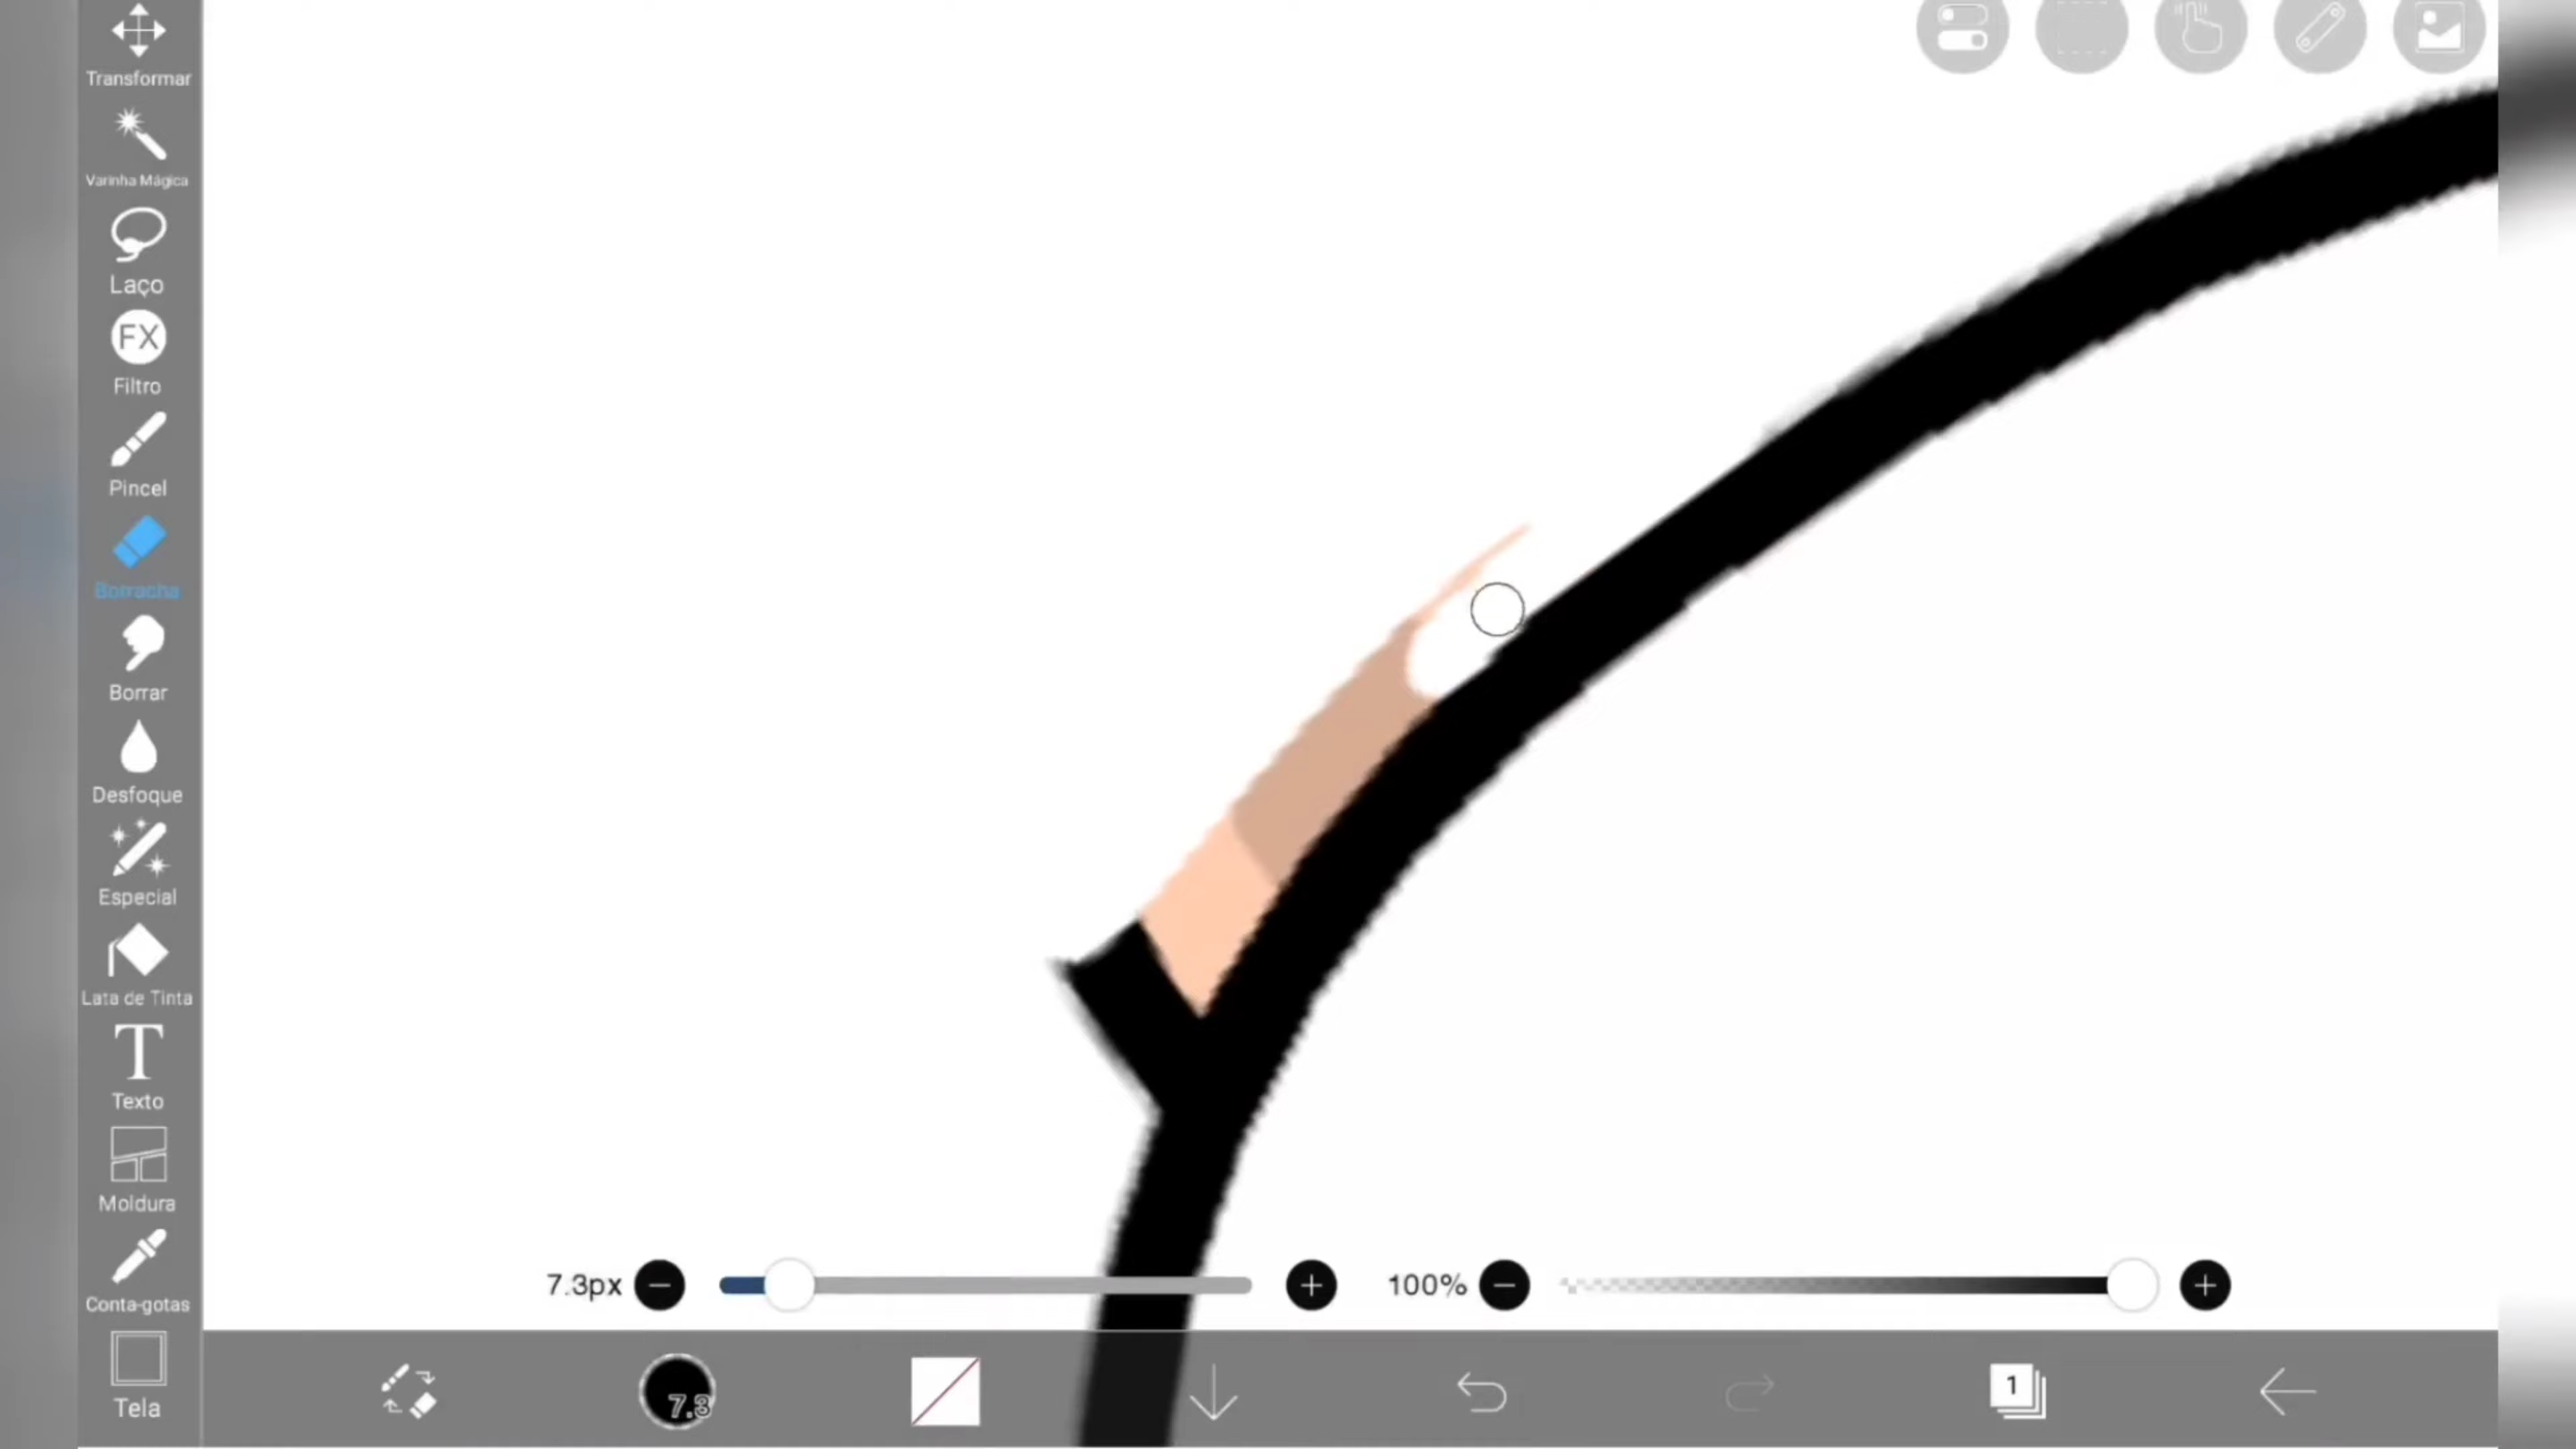 Transformar
Varinha Mágica
Laço
FX
Filtro
Pincel
Borracha
Borrar
Desfoque
Especial
Lata de Tinta
T
Texto
Moldura
Conta-gotas
Tela
7.3px
100%
7.3
1